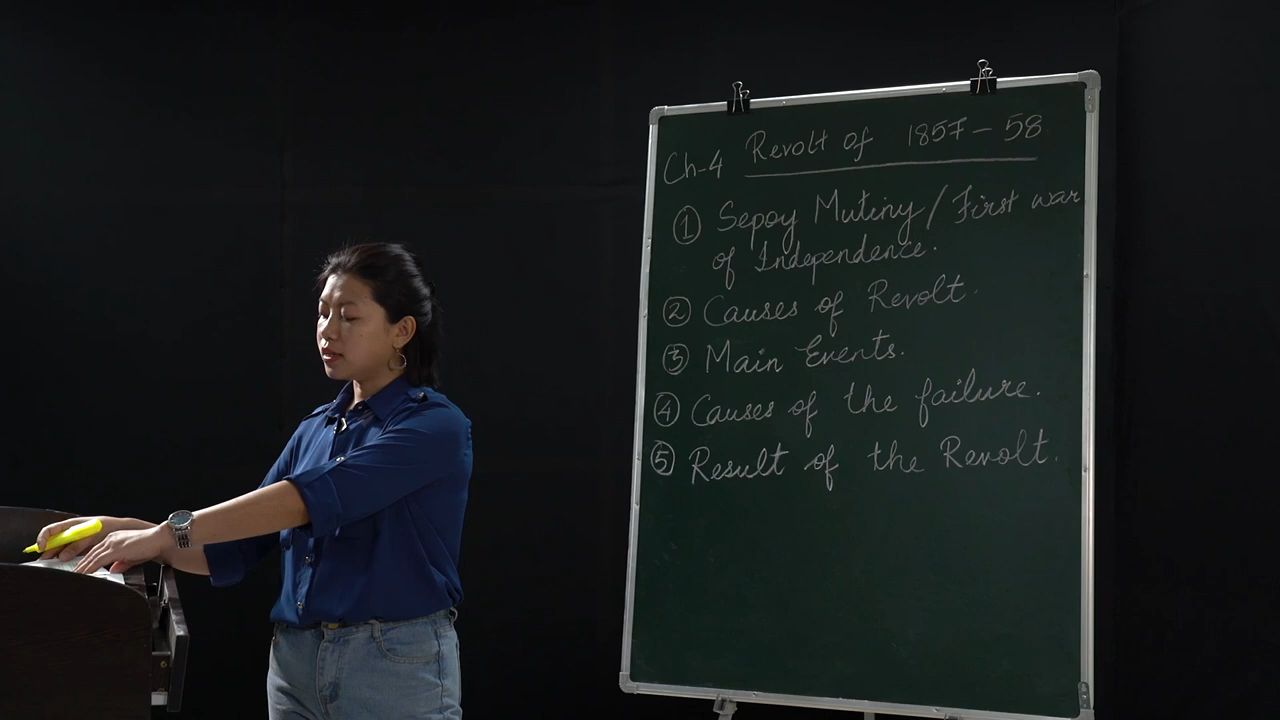 Ch-4 Revolt of 1857-58
① Sepoy Mutiny / First war
of Independence.
② Causes of Revolt.
③ Main Events.
④ Causes of the failure.
⑤ Result of the Revolt.